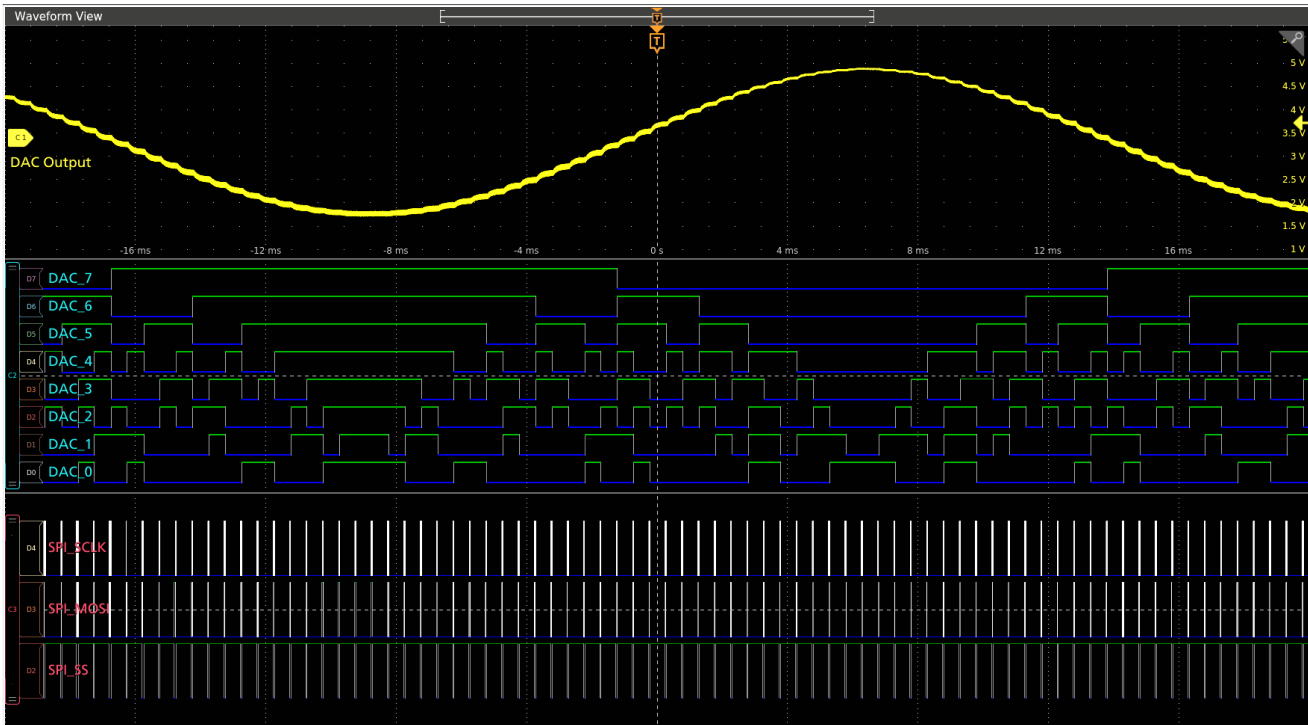 Waveform View
T
T
5 V
4.5 V
4 V
C 1
3.5 V
DAC Output
3 V
2.5 V
2 V
1.5 V
-16 ms -12 ms -8 ms -4 ms 0 s 4 ms 8 ms 12 ms 16 ms 1 V
D7 DAC_7
D6 DAC_6
D5 DAC_5
D4 DAC_4
C2
D3 DAC_3
D2 DAC_2
D1 DAC_1
D0 DAC_0
D4 SPI_SCLK
C3 D3 SPI_MOSI
D2 SPI_SS